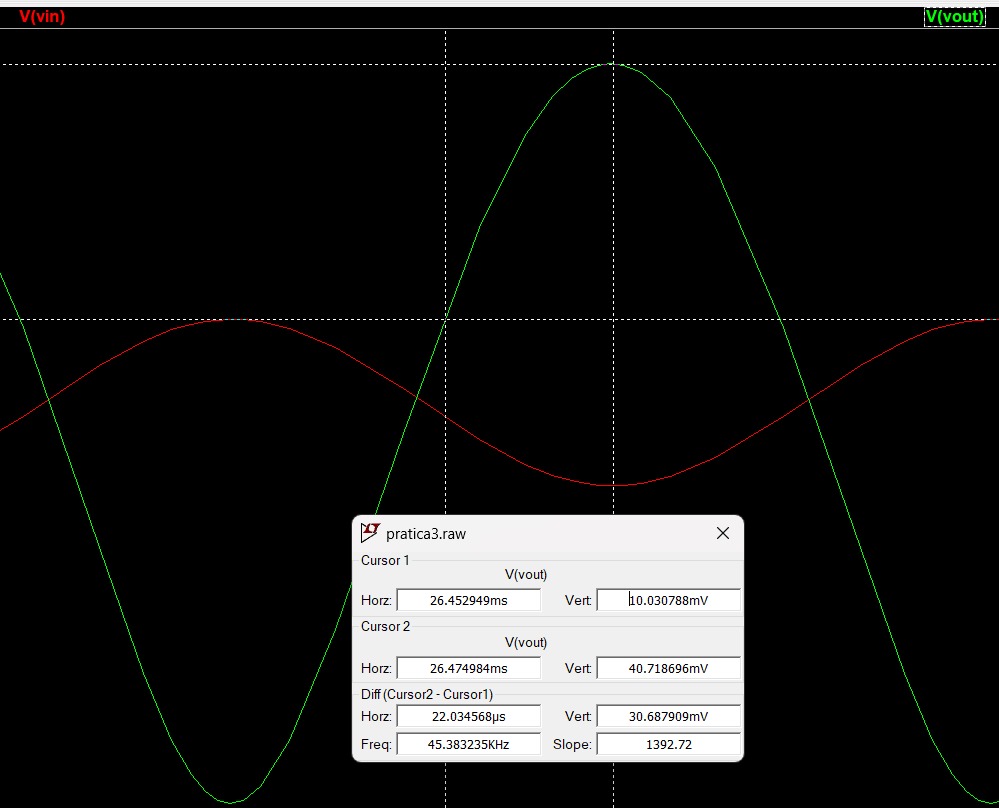 V(vin) V(vout)
pratica3.raw
Cursor 1
V(vout)
Horz: 26.452949ms Vert: 10.030788mV
Cursor 2
V(vout)
Horz: 26.474984ms Vert: 40.718696mV
Diff (Cursor2 - Cursor1)
Horz: 22.034568µs Vert: 30.687909mV
Freq: 45.383235KHz Slope: 1392.72